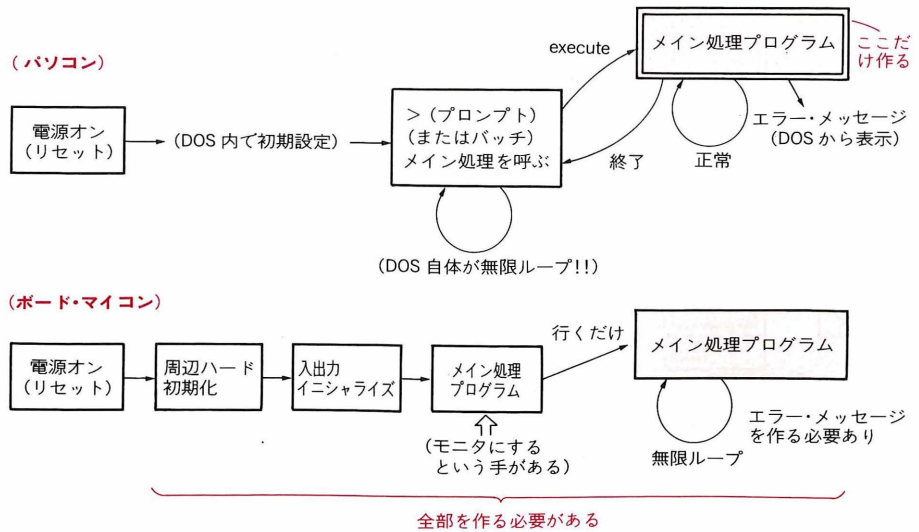 (パソコン)
電源オン
(リセット)
(DOS 内で初期設定)
> (プロンプト)
(またはバッチ)
メイン処理を呼ぶ
(DOS 自体が無限ループ!!)
execute
終了
メイン処理プログラム
ここだ
け作る
正常
エラー・メッセージ
(DOS から表示)
(ボード・マイコン)
電源オン
(リセット)
周辺ハード
初期化
入出力
イニシャライズ
メイン処理
プログラム
(モニタにする
という手がある)
行くだけ
メイン処理プログラム
無限ループ
エラー・メッセージ
を作る必要あり
全部を作る必要がある